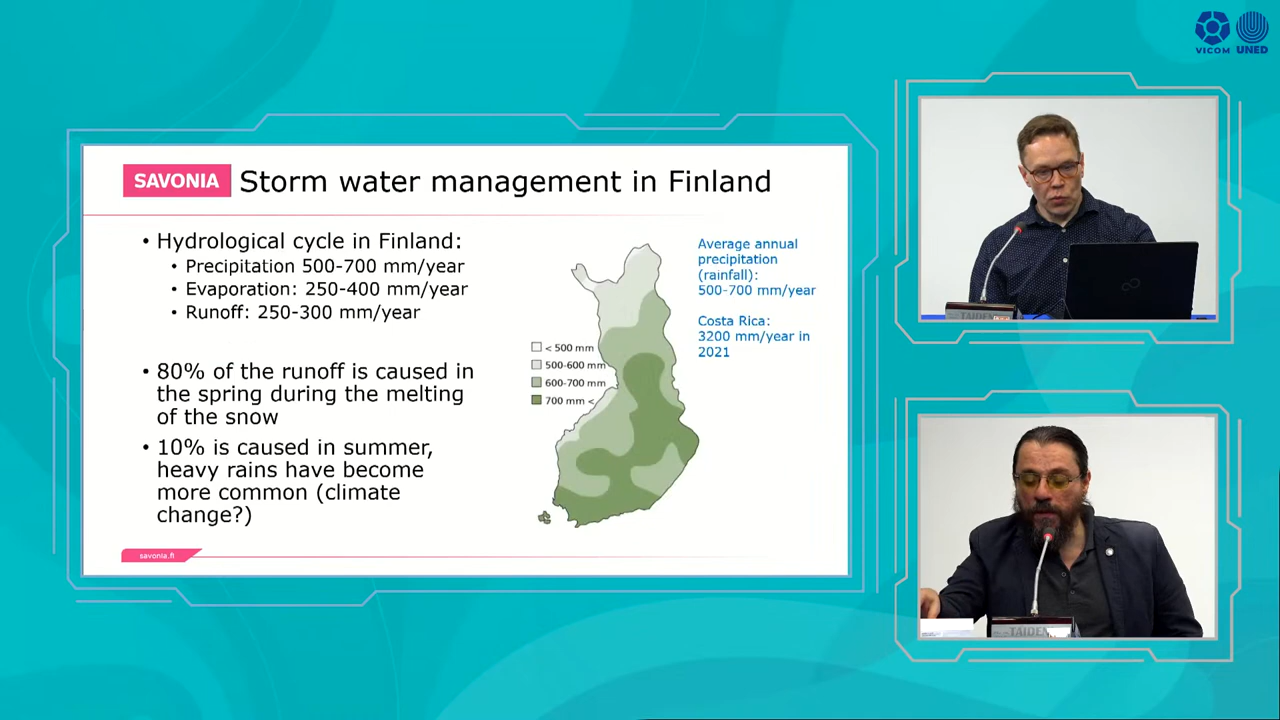 VICOM UNED
SAVONIA Storm water management in Finland
• Hydrological cycle in Finland:
• Precipitation 500-700 mm/year
• Evaporation: 250-400 mm/year
• Runoff: 250-300 mm/year
• 80% of the runoff is caused in
the spring during the melting
of the snow
• 10% is caused in summer,
heavy rains have become
more common (climate
change?)
< 500 mm
500-600 mm
600-700 mm
700 mm <
Average annual
precipitation
(rainfall):
500-700 mm/year
Costa Rica:
3200 mm/year in
2021
savonia.fi
TAIDEN
TAIDEN